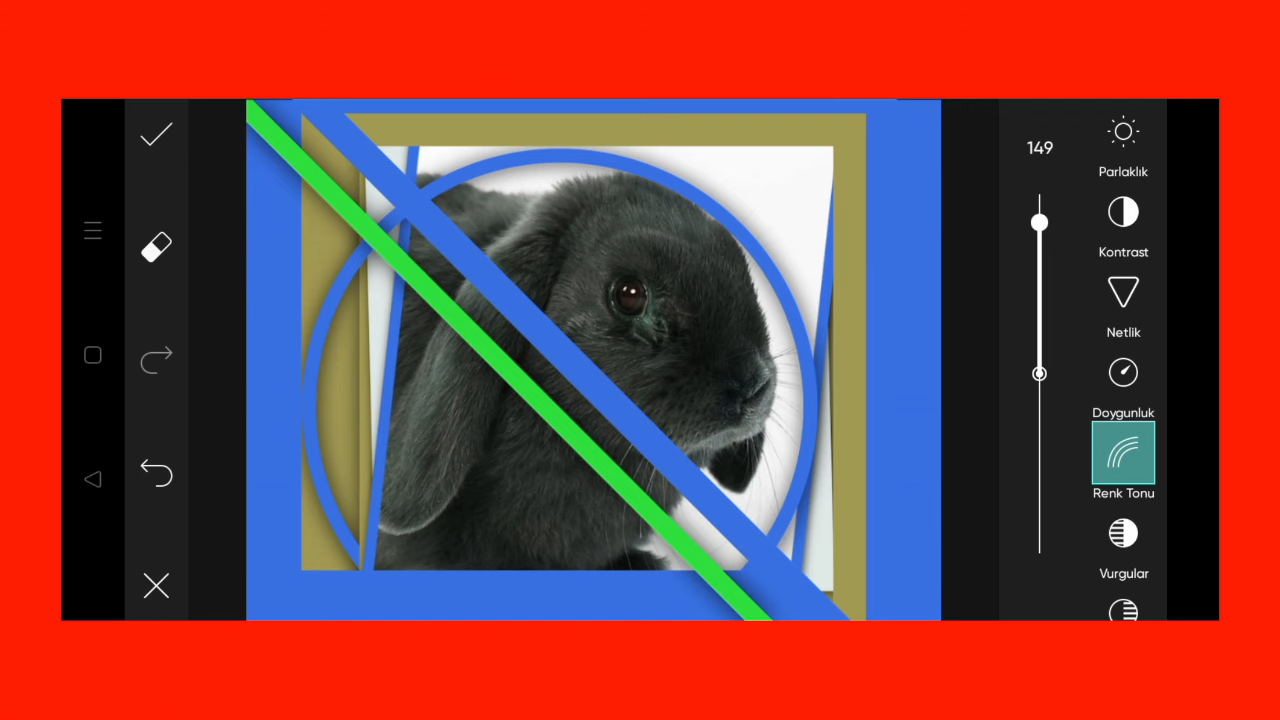 149
Parlaklık
Kontrast
Netlik
Doygunluk
Renk Tonu
Vurgular